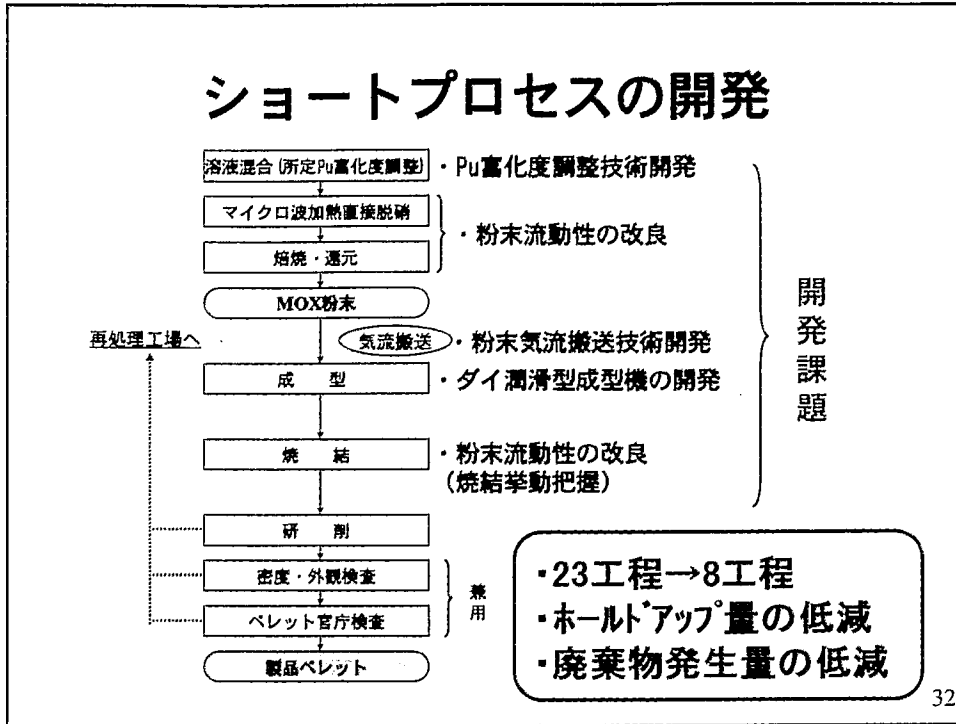 ショートプロセスの開発
溶液混合(所定Pu富化度調整)
・Pu富化度調整技術開発
マイクロ波加熱直接脱硝
・粉末流動性の改良
焙焼・還元
MOX粉末
再処理工場へ
気流搬送
・粉末気流搬送技術開発
成 型
・ダイ潤滑型成型機の開発
焼 結
・粉末流動性の改良
(焼結挙動把握)
開発課題
研 削
密度・外観検査
ペレット官庁検査
兼用
製品ペレット
・23工程→8工程
・ホールドアップ量の低減
・廃棄物発生量の低減
32